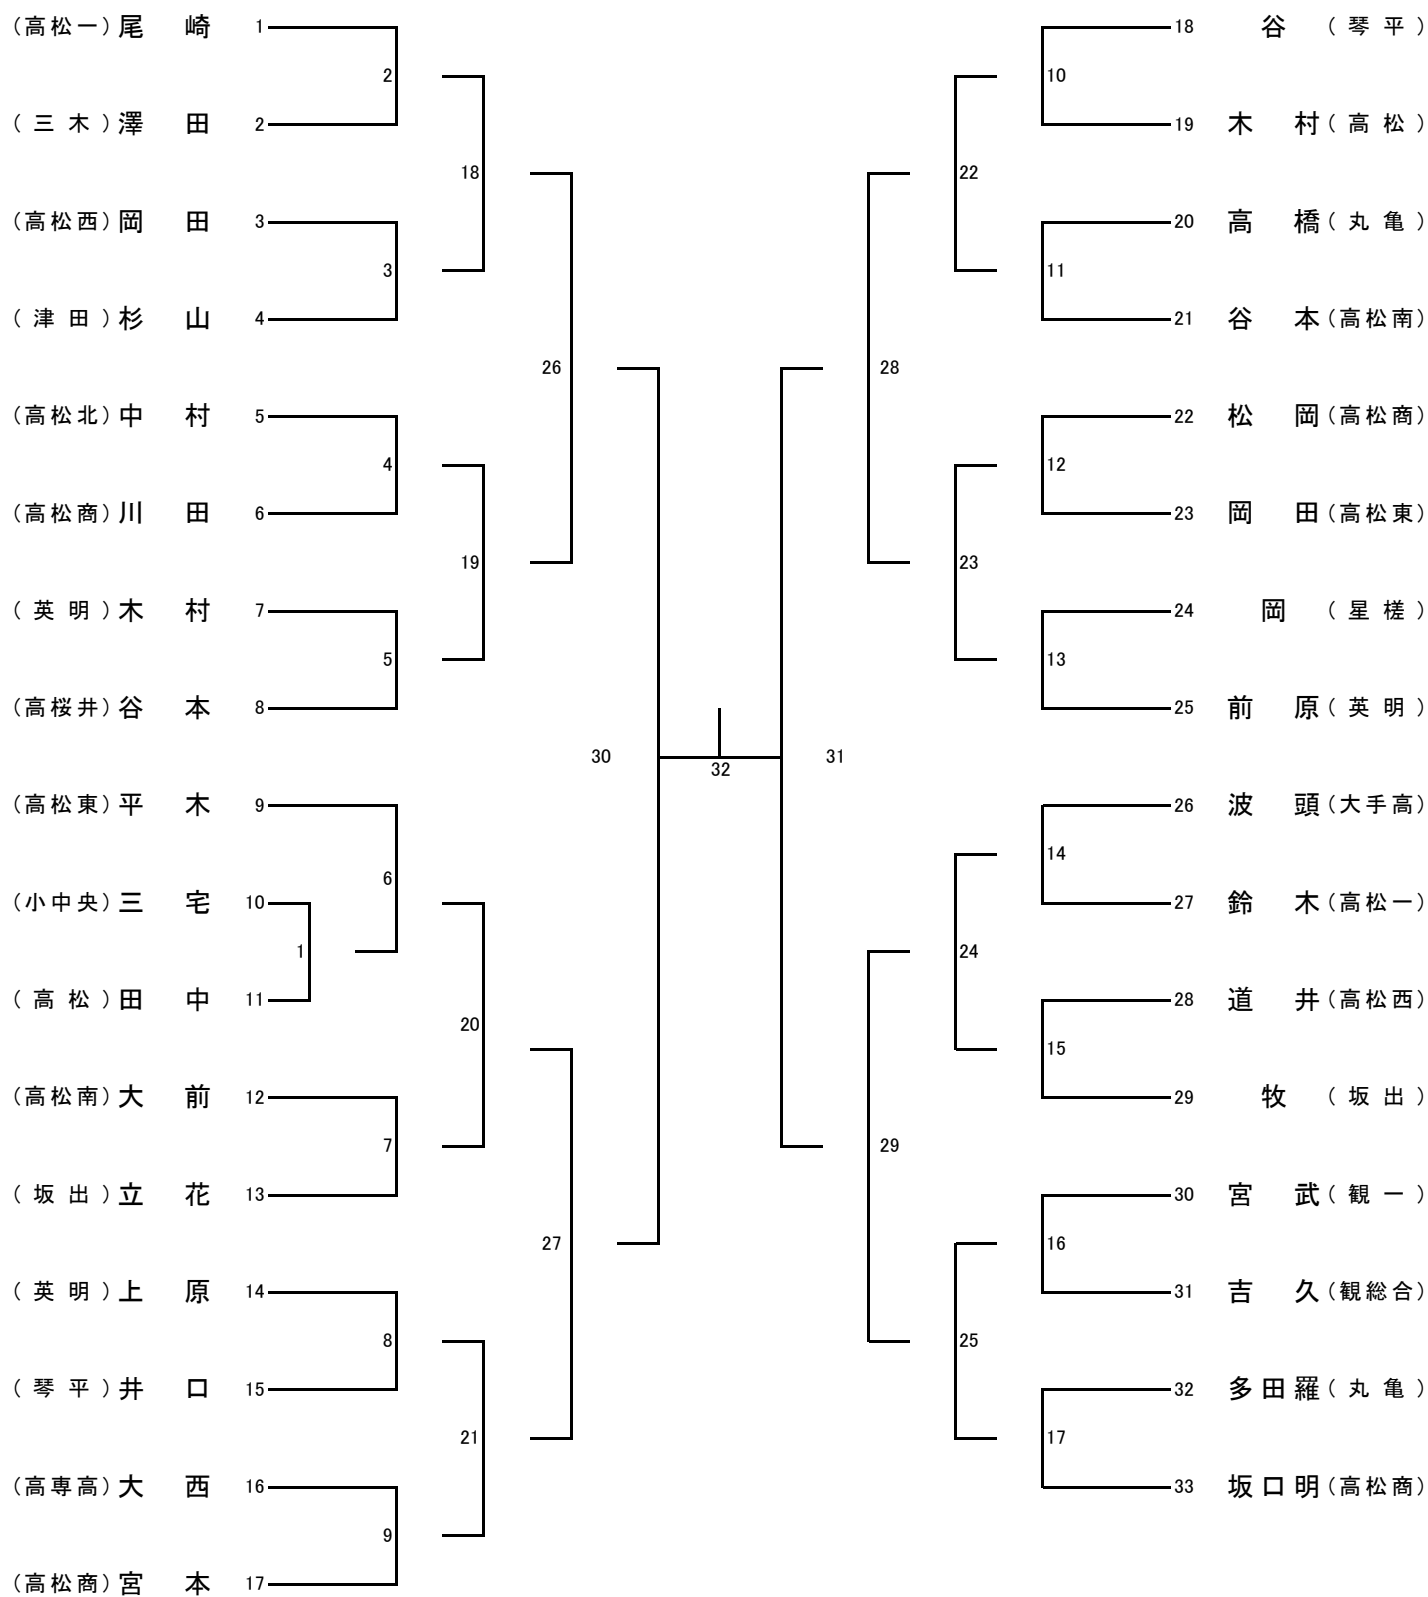 (高松一) 尾崎 1
2
(三木) 澤田 2
18
(高松西) 岡田 3
3
(津田) 杉山 4
26
(高松北) 中村 5
4
(高松商) 川田 6
19
(英明) 木村 7
5
(高桜井) 谷本 8
30
(高松東) 平木 9
6
(小中央) 三宅 10
1
(高松) 田中 11
20
(高松南) 大前 12
7
(坂出) 立花 13
27
(英明) 上原 14
8
(琴平) 井口 15
21
(高専高) 大西 16
9
(高松商) 宮本 17
32
18 谷 (琴平)
10
19 木村 (高松)
22
20 高橋 (丸亀)
11
21 谷本 (高松南)
28
22 松岡 (高松商)
12
23 岡田 (高松東)
23
24 岡 (星槎)
13
25 前原 (英明)
31
26 波頭 (大手高)
14
27 鈴木 (高松一)
24
28 道井 (高松西)
15
29 牧 (坂出)
29
30 宮武 (観一)
16
31 吉久 (観総合)
25
32 多田羅 (丸亀)
17
33 坂口明 (高松商)